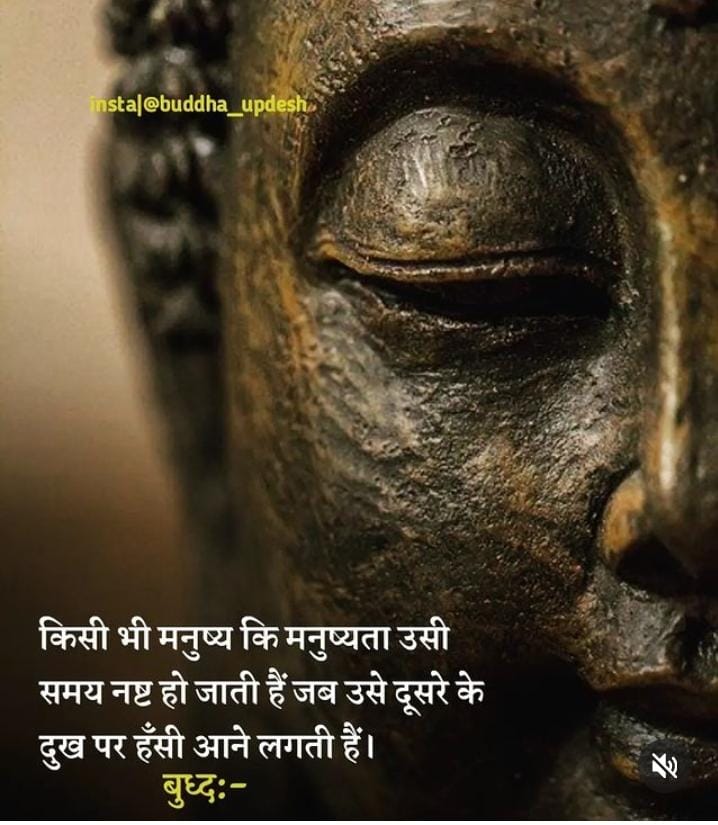 insta|@buddha_updesh
किसी भी मनुष्य कि मनुष्यता उसी
समय नष्ट हो जाती हैं जब उसे दूसरे के
दुख पर हँसी आने लगती हैं।
बुध्द:-